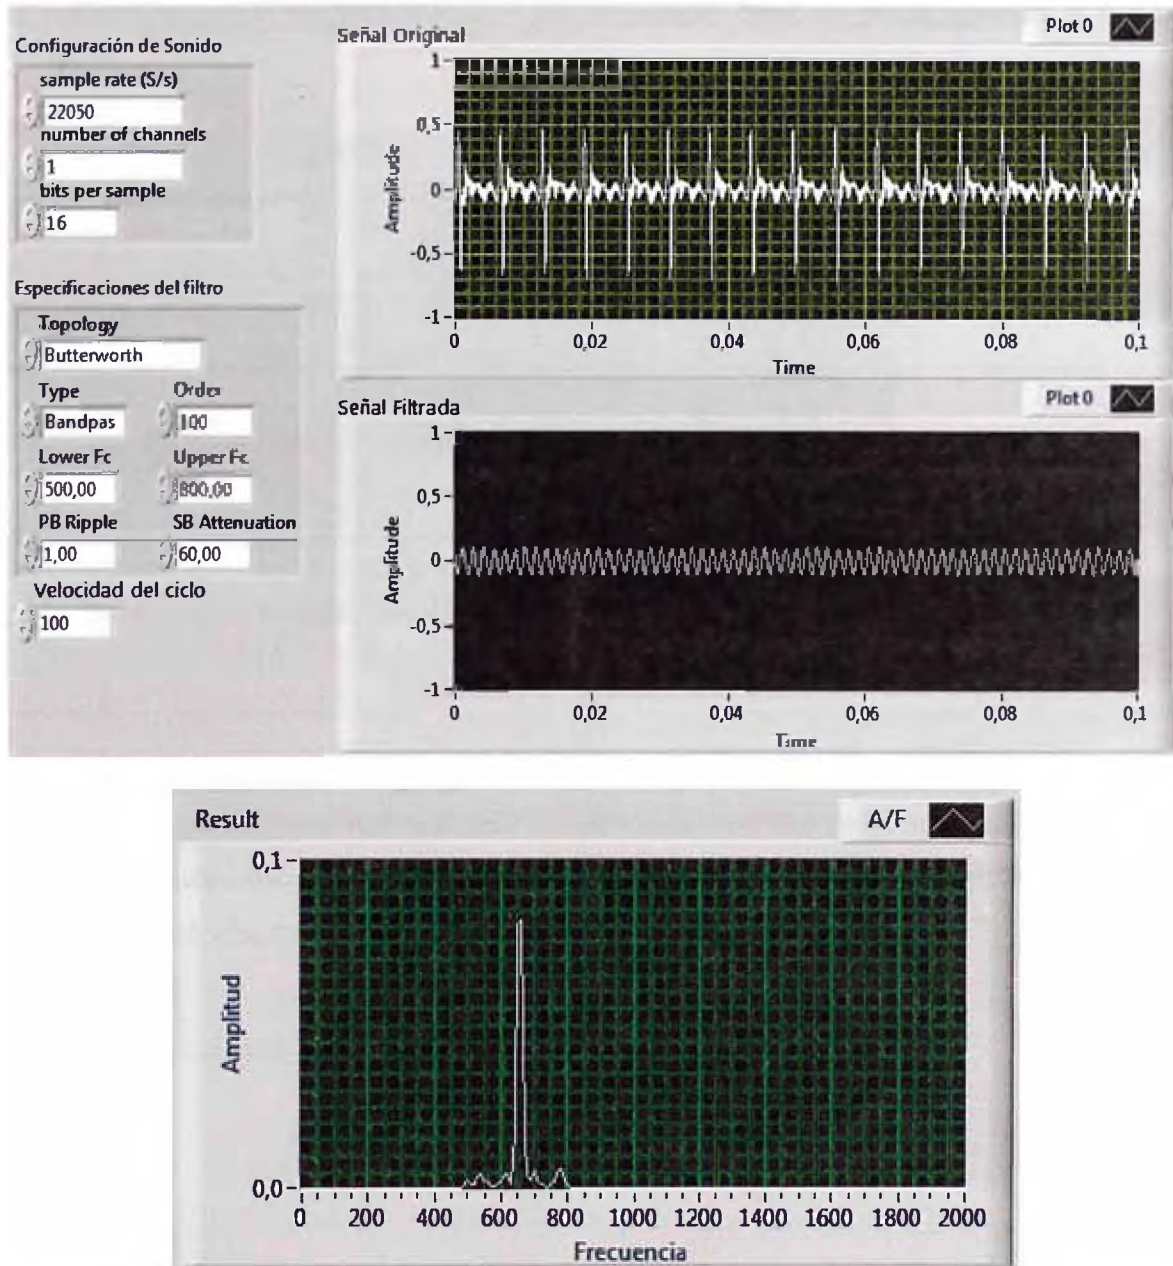 Configuración de Sonido
sample rate (S/s)
22050
number of channels
1
bits per sample
16
Especificaciones del filtro
Topology
Butterworth
Type
Order
Bandpas
100
Lower Fc
Upper Fc
500,00
800,00
PB Ripple
SB Attenuation
1,00
60,00
Velocidad del ciclo
100
Señal Original
Plot 0
1
0,5
0
-0,5
-1
Amplitude
0
0,02
0,04
0,06
0,08
0,1
Time
Señal Filtrada
Plot 0
1
0,5
0
-0,5
-1
Amplitude
0
0,02
0,04
0,06
0,08
0,1
Time
Result
A/F
0,1
0,0
Amplitud
0
200
400
600
800
1000
1200
1400
1600
1800
2000
Frecuencia